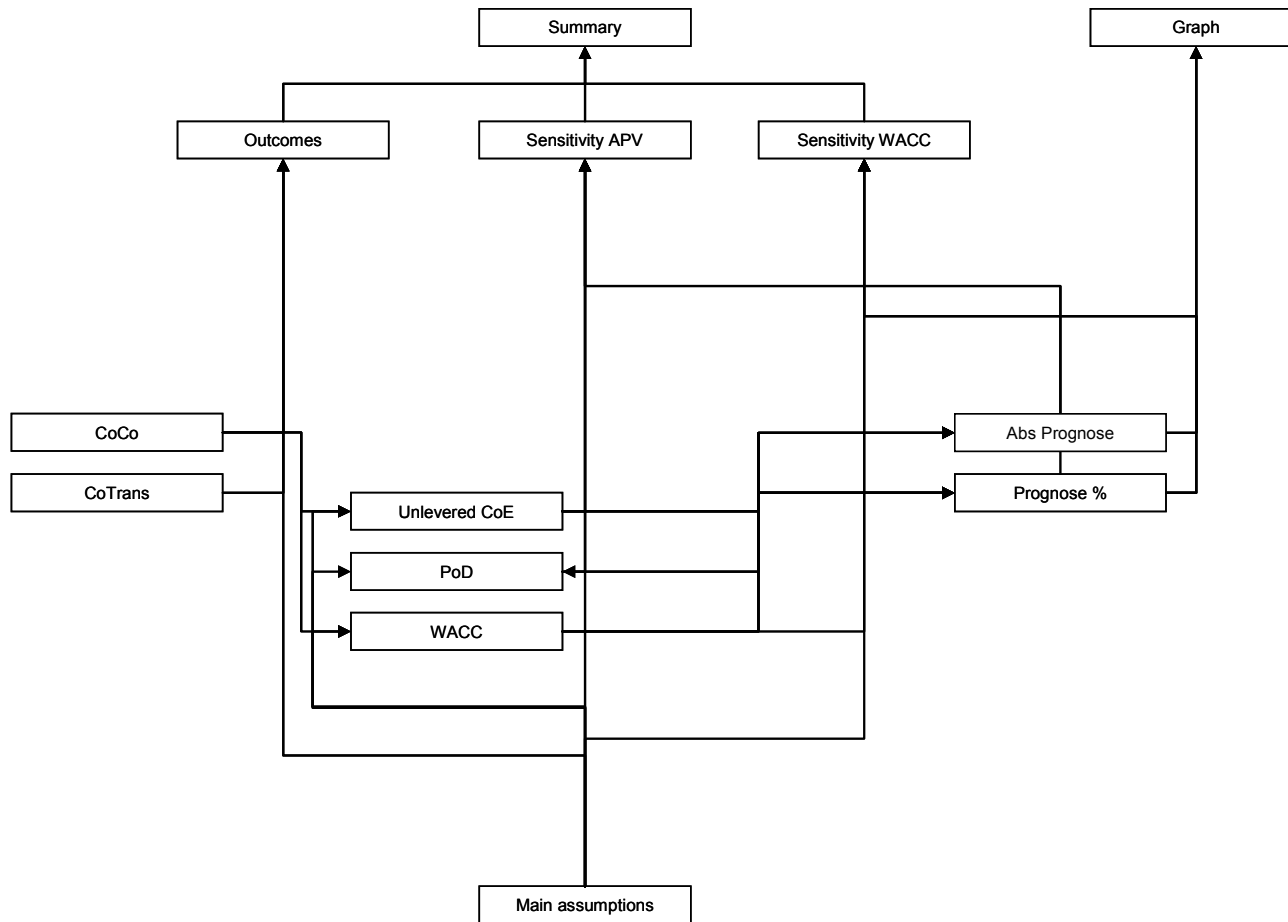 Summary
Graph
Outcomes
Sensitivity APV
Sensitivity WACC
CoCo
Abs Prognose
CoTrans
Prognose %
Unlevered CoE
PoD
WACC
Main assumptions